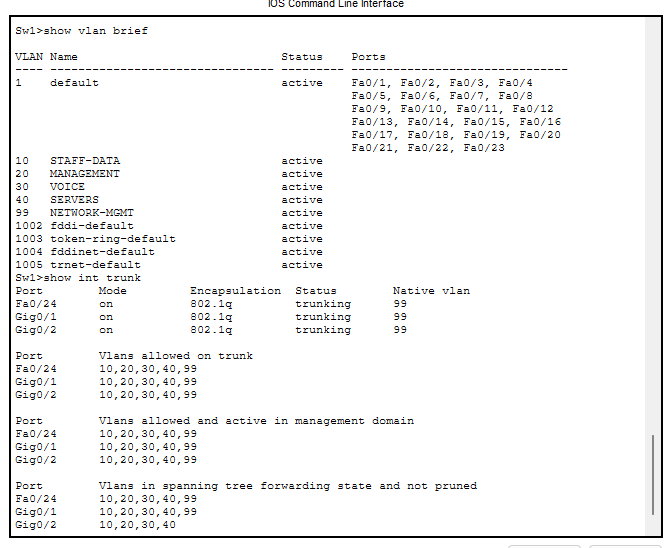 IOS Command Line Interface
Sw1>show vlan brief
VLAN Name Status Ports
---- -------------------------------- --------- -------------------------------
1 default active Fa0/1, Fa0/2, Fa0/3, Fa0/4
Fa0/5, Fa0/6, Fa0/7, Fa0/8
Fa0/9, Fa0/10, Fa0/11, Fa0/12
Fa0/13, Fa0/14, Fa0/15, Fa0/16
Fa0/17, Fa0/18, Fa0/19, Fa0/20
Fa0/21, Fa0/22, Fa0/23
10 STAFF-DATA active
20 MANAGEMENT active
30 VOICE active
40 SERVERS active
99 NETWORK-MGMT active
1002 fddi-default active
1003 token-ring-default active
1004 fddinet-default active
1005 trnet-default active
Sw1>show int trunk
Port Mode Encapsulation Status Native vlan
Fa0/24 on 802.1q trunking 99
Gig0/1 on 802.1q trunking 99
Gig0/2 on 802.1q trunking 99
Port Vlans allowed on trunk
Fa0/24 10,20,30,40,99
Gig0/1 10,20,30,40,99
Gig0/2 10,20,30,40,99
Port Vlans allowed and active in management domain
Fa0/24 10,20,30,40,99
Gig0/1 10,20,30,40,99
Gig0/2 10,20,30,40,99
Port Vlans in spanning tree forwarding state and not pruned
Fa0/24 10,20,30,40,99
Gig0/1 10,20,30,40,99
Gig0/2 10,20,30,40